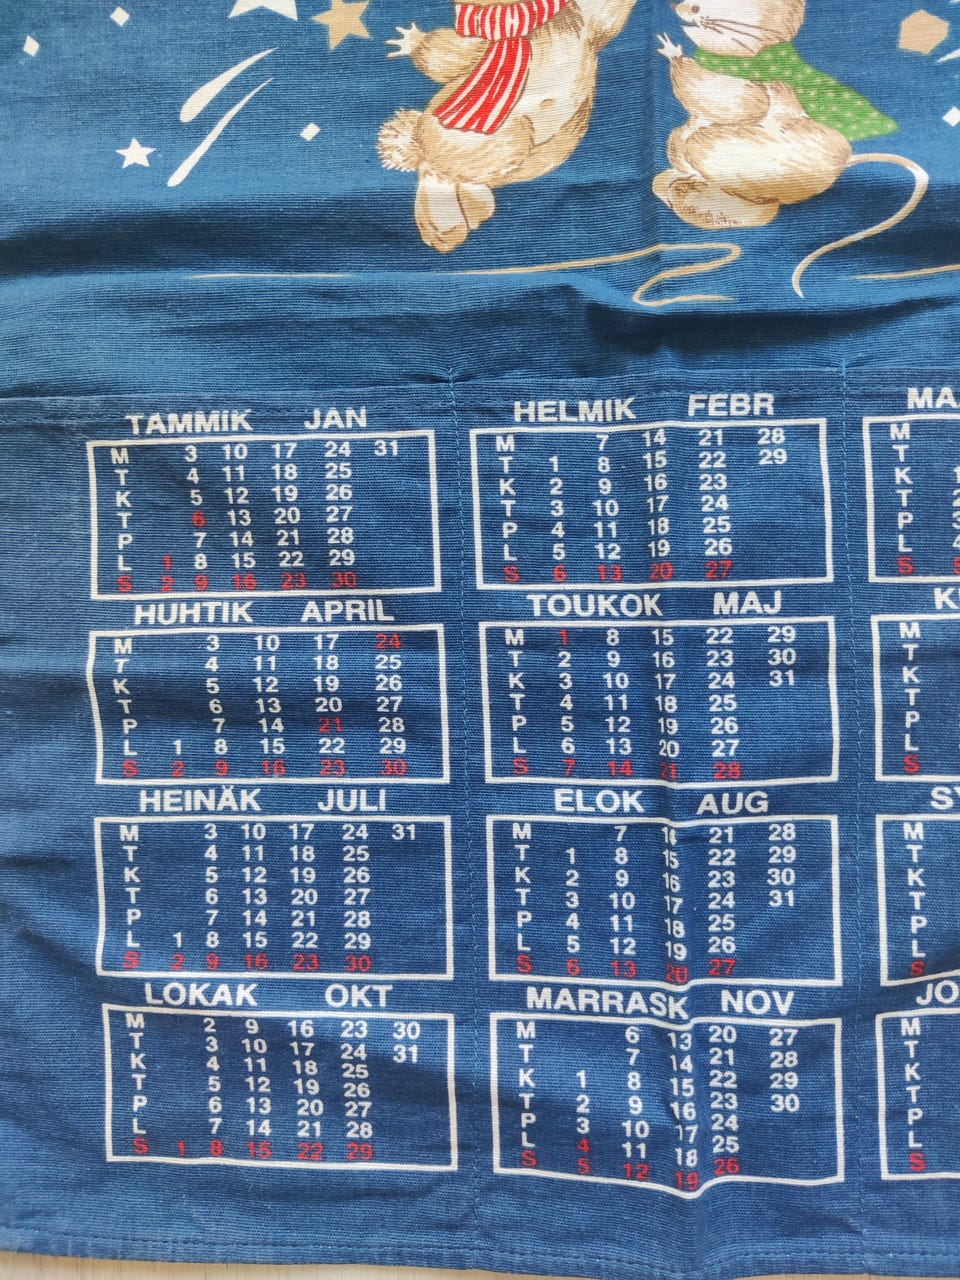 TAMMIK JAN
M 3 10 17 24 31
T 4 11 18 25
K 5 12 19 26
T 6 13 20 27
P 7 14 21 28
L 1 8 15 22 29
S 2 9 16 23 30
HELMIK FEBR
M 7 14 21 28
T 1 8 15 22 29
K 2 9 16 23
T 3 10 17 24
P 4 11 18 25
L 5 12 19 26
S 6 13 20 27
MA
M
T
K
T
P
L
S
HUHTIK APRIL
M 3 10 17 24
T 4 11 18 25
K 5 12 19 26
T 6 13 20 27
P 7 14 21 28
L 1 8 15 22 29
S 2 9 16 23 30
TOUKOK MAJ
M 1 8 15 22 29
T 2 9 16 23 30
K 3 10 17 24 31
T 4 11 18 25
P 5 12 19 26
L 6 13 20 27
S 7 14 21 28
M
T
K
T
P
L
S
HEINÄK JULI
M 3 10 17 24 31
T 4 11 18 25
K 5 12 19 26
T 6 13 20 27
P 7 14 21 28
L 1 8 15 22 29
S 2 9 16 23 30
ELOK AUG
M 7 14 21 28
T 1 8 15 22 29
K 2 9 16 23 30
T 3 10 17 24 31
P 4 11 18 25
L 5 12 19 26
S 6 13 20 27
SY
M
T
K
T
P
L
S
LOKAK OKT
M 2 9 16 23 30
T 3 10 17 24 31
K 4 11 18 25
T 5 12 19 26
P 6 13 20 27
L 7 14 21 28
S 1 8 15 22 29
MARRASK NOV
M 6 13 20 27
T 7 14 21 28
K 1 8 15 22 29
T 2 9 16 23 30
P 3 10 17 24
L 4 11 18 25
S 5 12 19 26
JO
M
T
K
T
P
L
S